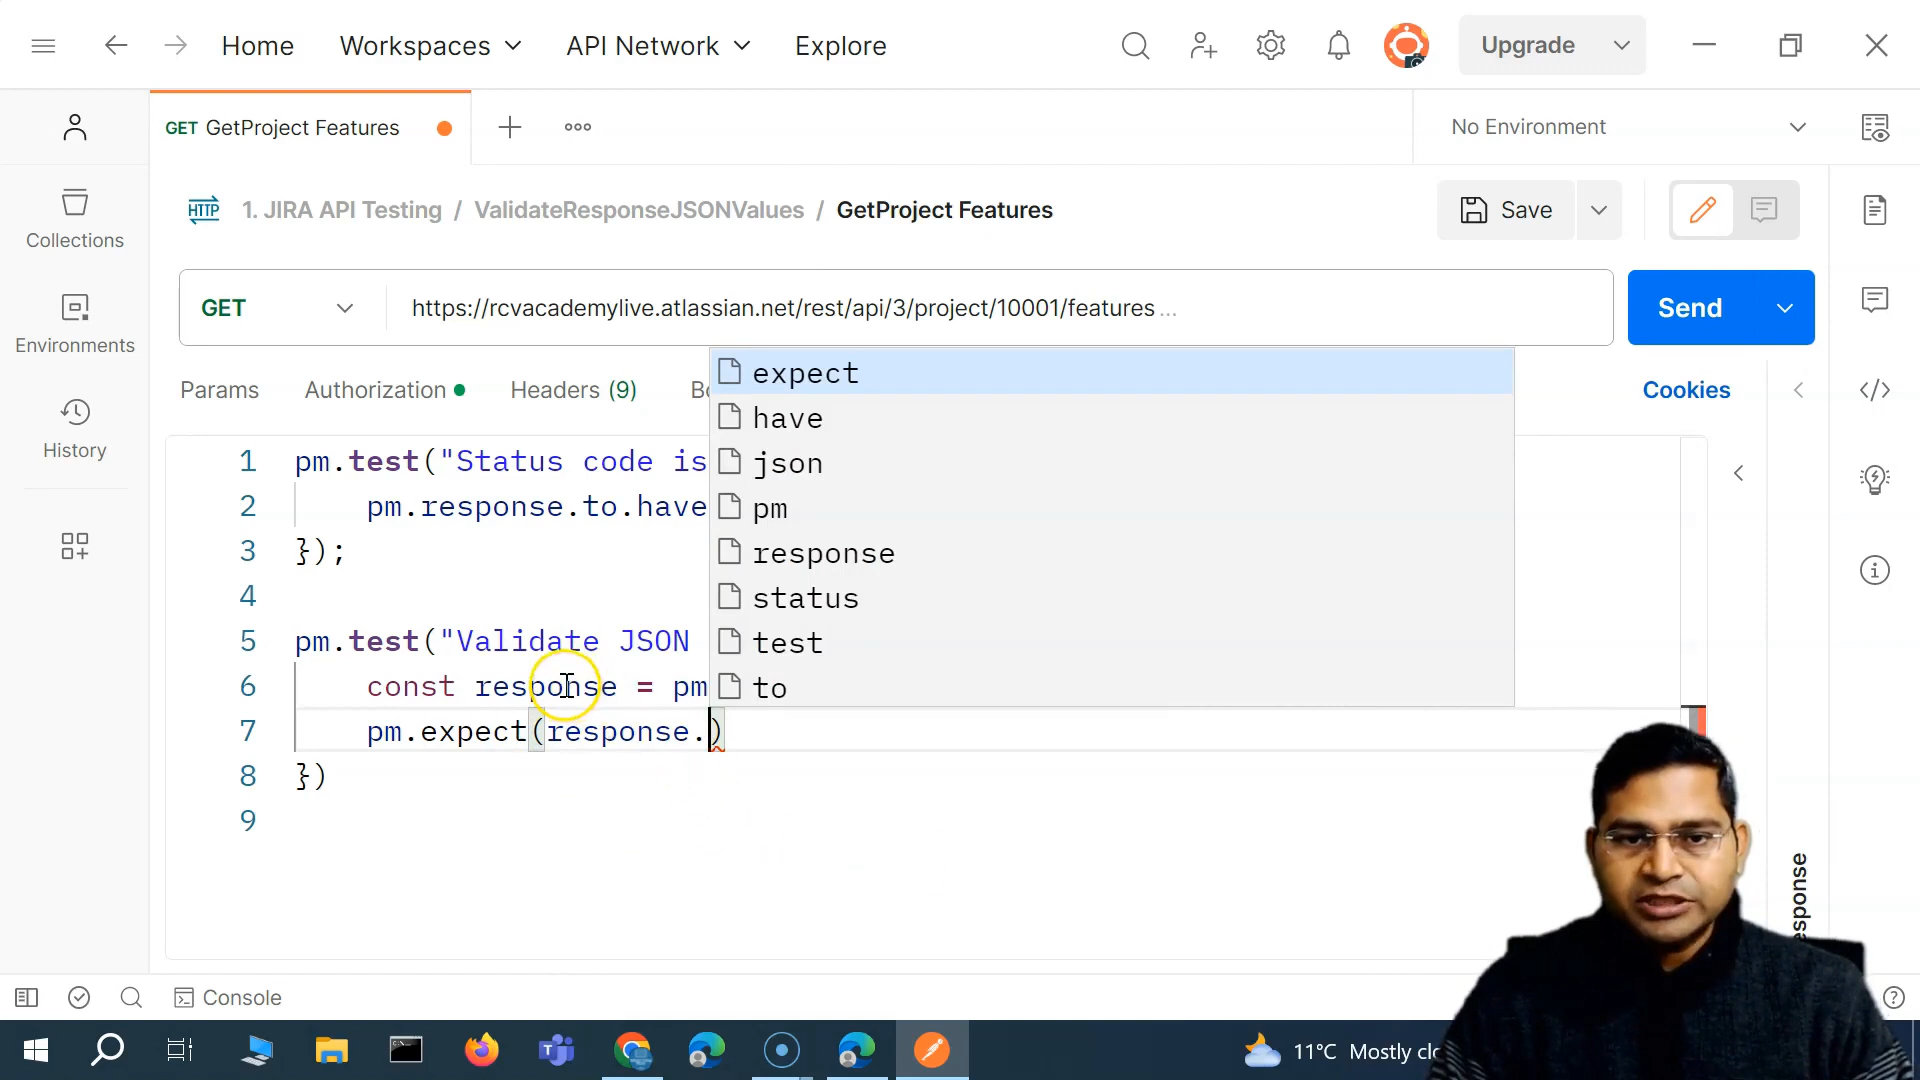 Home
Workspaces
API Network
Explore
Upgrade
GET GetProject Features
No Environment
HTTP
1. JIRA API Testing / ValidateResponseJSONValues / GetProject Features
Save
Collections
Environments
History
GET
https://rcvacademylive.atlassian.net/rest/api/3/project/10001/features ...
Send
Params
Authorization
Headers (9)
Cookies
expect
have
json
pm
response
status
test
to
1 pm.test("Status code is
2 pm.response.to.have
3 });
4
5 pm.test("Validate JSON
6 const response = pm
7 pm.expect(response.)
8 })
9
Console
11°C Mostly